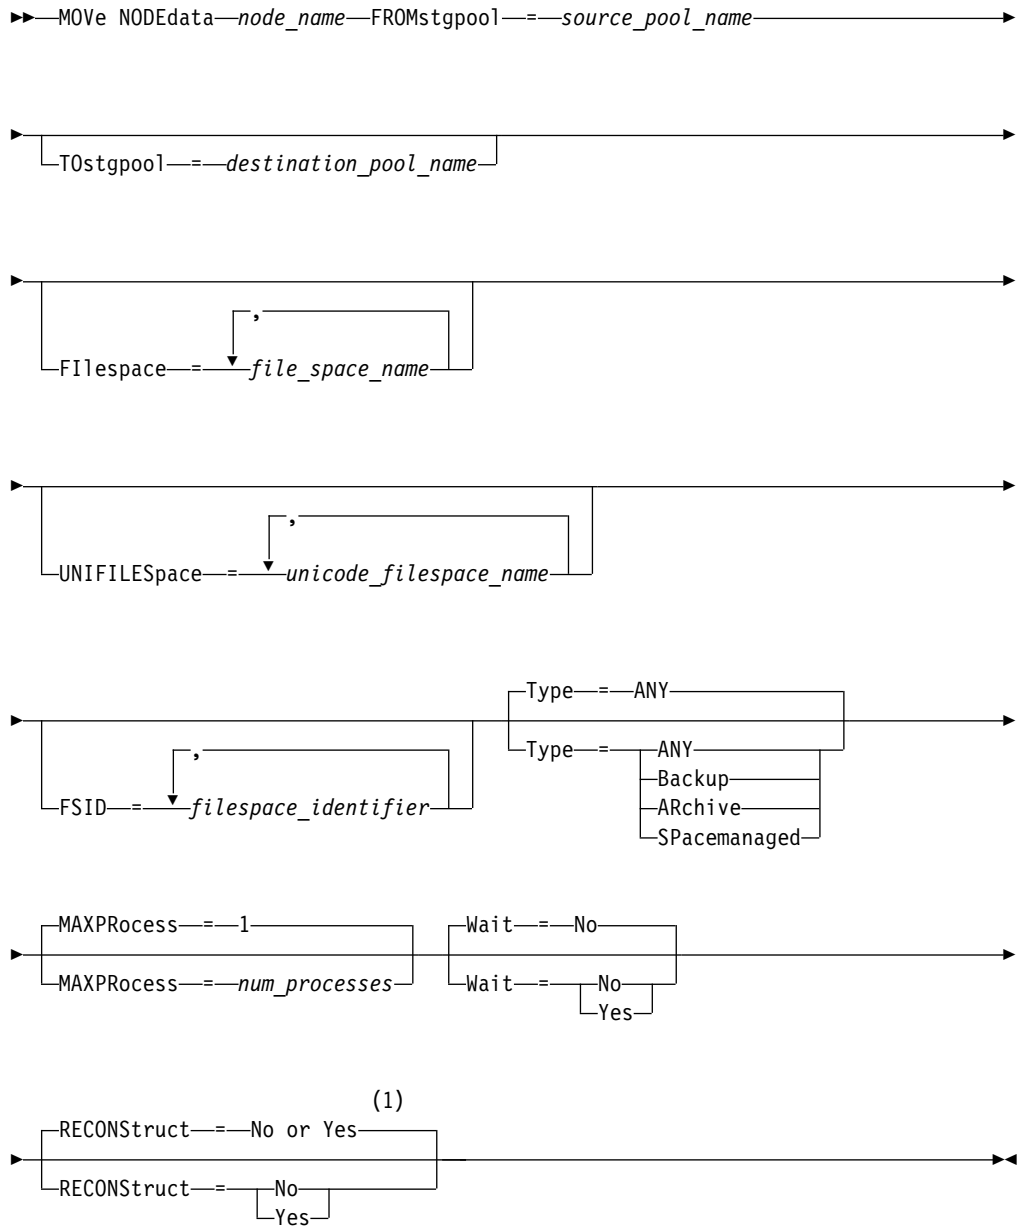 MOVe NODEdata node_name FROMstgpool = source_pool_name
TOstgpool = destination_pool_name
,
FIlespace = file_space_name
,
UNIFILESpace = unicode_filespace_name
,
FSID = filespace_identifier
Type = ANY
Type = ANY
Backup
ARchive
SPacemanaged
MAXPRocess = 1
MAXPRocess = num_processes
Wait = No
Wait = No
Yes
(1)
RECONStruct = No or Yes
RECONStruct = No
Yes